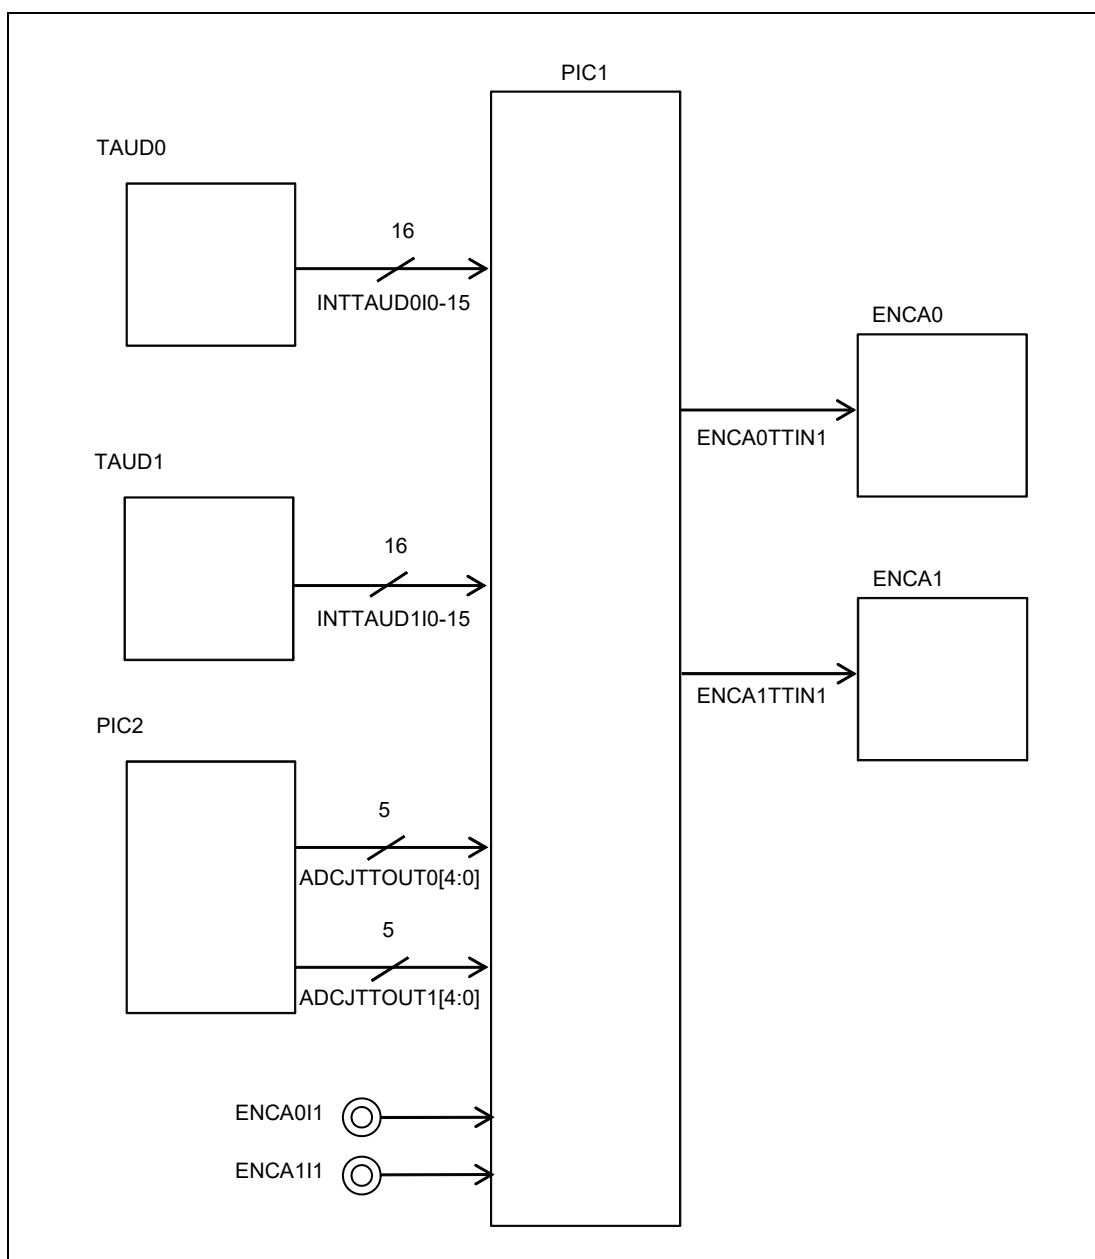 PIC1
TAUD0
16
INTTAUD0I0-15
ENCA0
ENCA0TTIN1
TAUD1
16
INTTAUD1I0-15
ENCA1
ENCA1TTIN1
PIC2
5
ADCJTTOUT0[4:0]
5
ADCJTTOUT1[4:0]
ENCA0I1
ENCA1I1